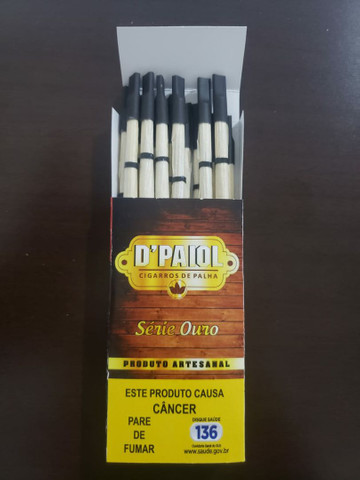 D'PAIOL
CIGARROS DE PALHA
Série Ouro
PRODUTO ARTESANAL
ESTE PRODUTO CAUSA
CÂNCER
PARE
DE
FUMAR
DISQUE SAÚDE
136
www.saude.gov.br